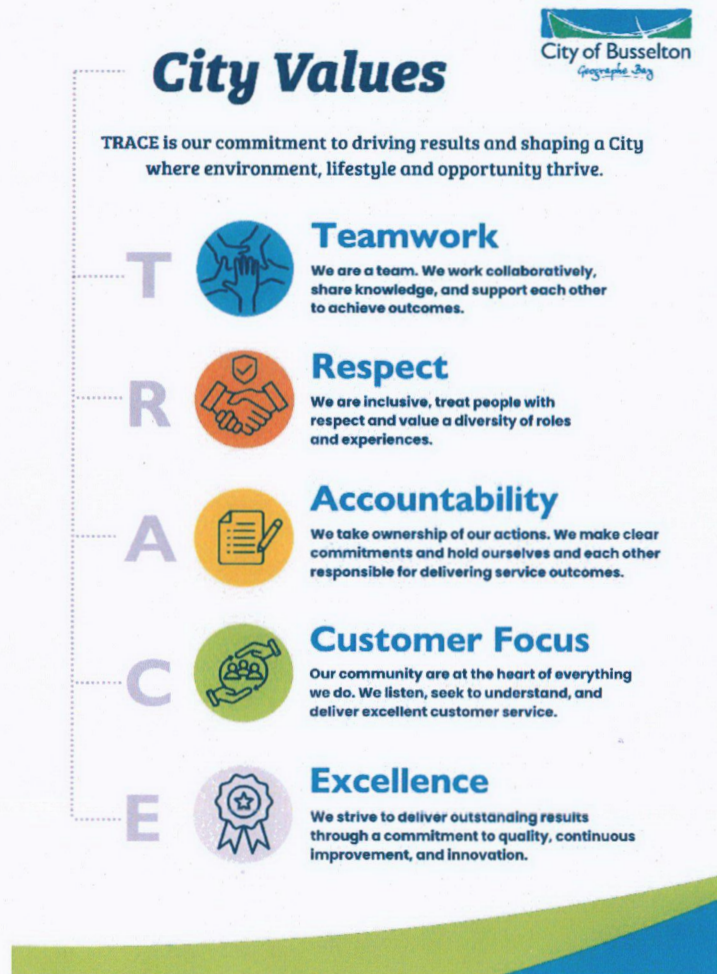 City of Busselton
Geographe Bay
City Values
TRACE is our commitment to driving results and shaping a City
where environment, lifestyle and opportunity thrive.
T
Teamwork
We are a team. We work collaboratively,
share knowledge, and support each other
to achieve outcomes.
R
Respect
We are inclusive, treat people with
respect and value a diversity of roles
and experiences.
A
Accountability
We take ownership of our actions. We make clear
commitments and hold ourselves and each other
responsible for delivering service outcomes.
C
Customer Focus
Our community are at the heart of everything
we do. We listen, seek to understand, and
deliver excellent customer service.
E
Excellence
We strive to deliver outstanding results
through a commitment to quality, continuous
improvement, and innovation.